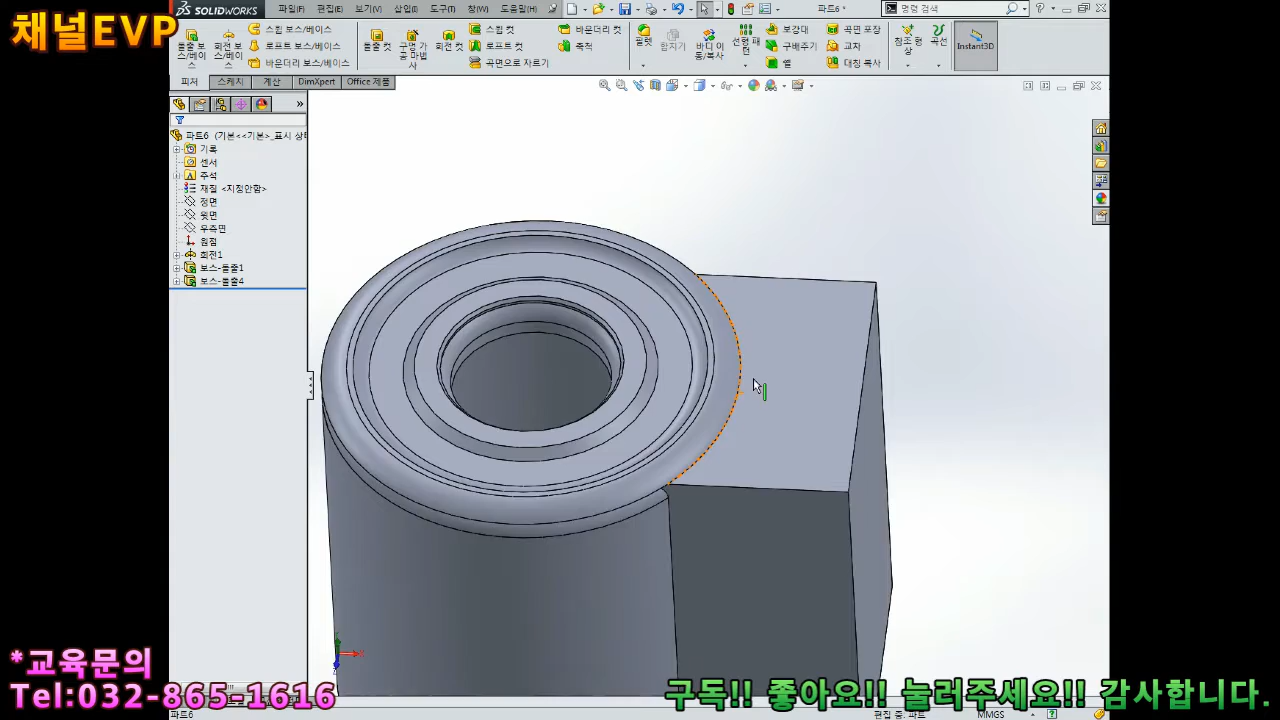 채널EVP
SOLIDWORKS
파일(F)
편집(E)
보기(V)
삽입(I)
도구(T)
창(W)
도움말(H)
파트6 *
명령 검색
돌출 보스/베이스
회전 보스/베이스
스윕 보스/베이스
로프트 보스/베이스
바운더리 보스/베이스
돌출 컷
구멍 가공 마법사
회전 컷
스윕 컷
로프트 컷
곡면으로 자르기
바운더리 컷
축척
필렛
합치기
바디 이동/복사
선형 패턴
보강대
구배주기
쉘
곡면 포장
교차
대칭 복사
참조 형상
곡선
Instant3D
피처
스케치
계산
DimXpert
Office 제품
파트6 (기본<<기본>_표시 상태
기록
센서
주석
재질 <지정안함>
정면
윗면
우측면
원점
회전1
보스-돌출1
보스-돌출4
*교육문의
Tel:032-865-1616
구독!! 좋아요!! 눌러주세요!! 감사합니다.
파트6
편집 중: 파트
MMGS